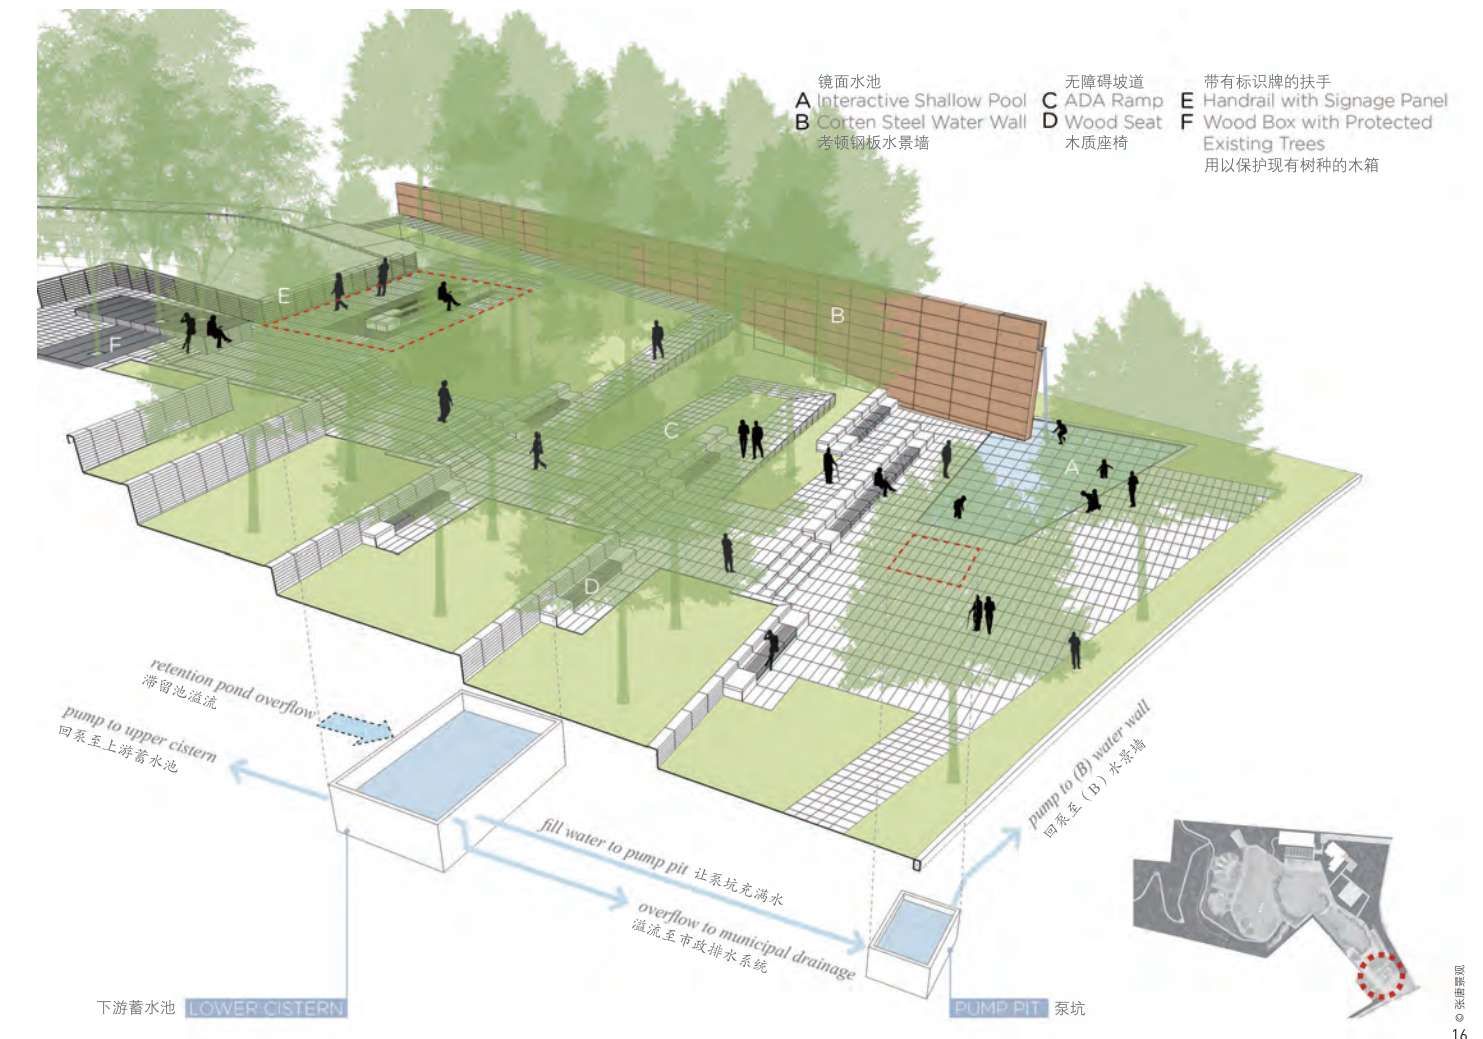 镜面水池
A Interactive Shallow Pool
B Corten Steel Water Wall
考顿钢板水景墙
无障碍坡道
C ADA Ramp
D Wood Seat
木质座椅
带有标识牌的扶手
E Handrail with Signage Panel
F Wood Box with Protected
Existing Trees
用以保护现有树种的木箱
E
F
B
C
A
D
retention pond overflow
滞留池溢流
pump to upper cistern
回泵至上游蓄水池
fill water to pump pit 让泵坑充满水
overflow to municipal drainage
溢流至市政排水系统
pump to (B) water wall
回泵至（B）水景墙
下游蓄水池 LOWER CISTERN
PUMP PIT 泵坑
© 张唐景观
16